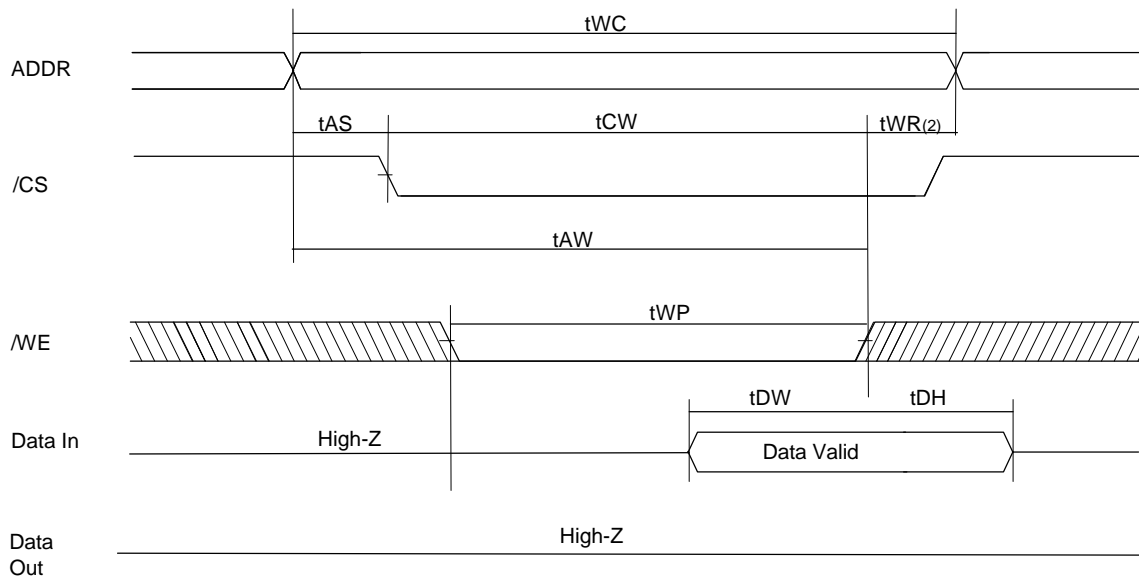 tWC
ADDR
tAS tCW tWR(2)
/CS
tAW
tWP
/WE
tDW tDH
Data In High-Z Data Valid
Data High-Z
Out